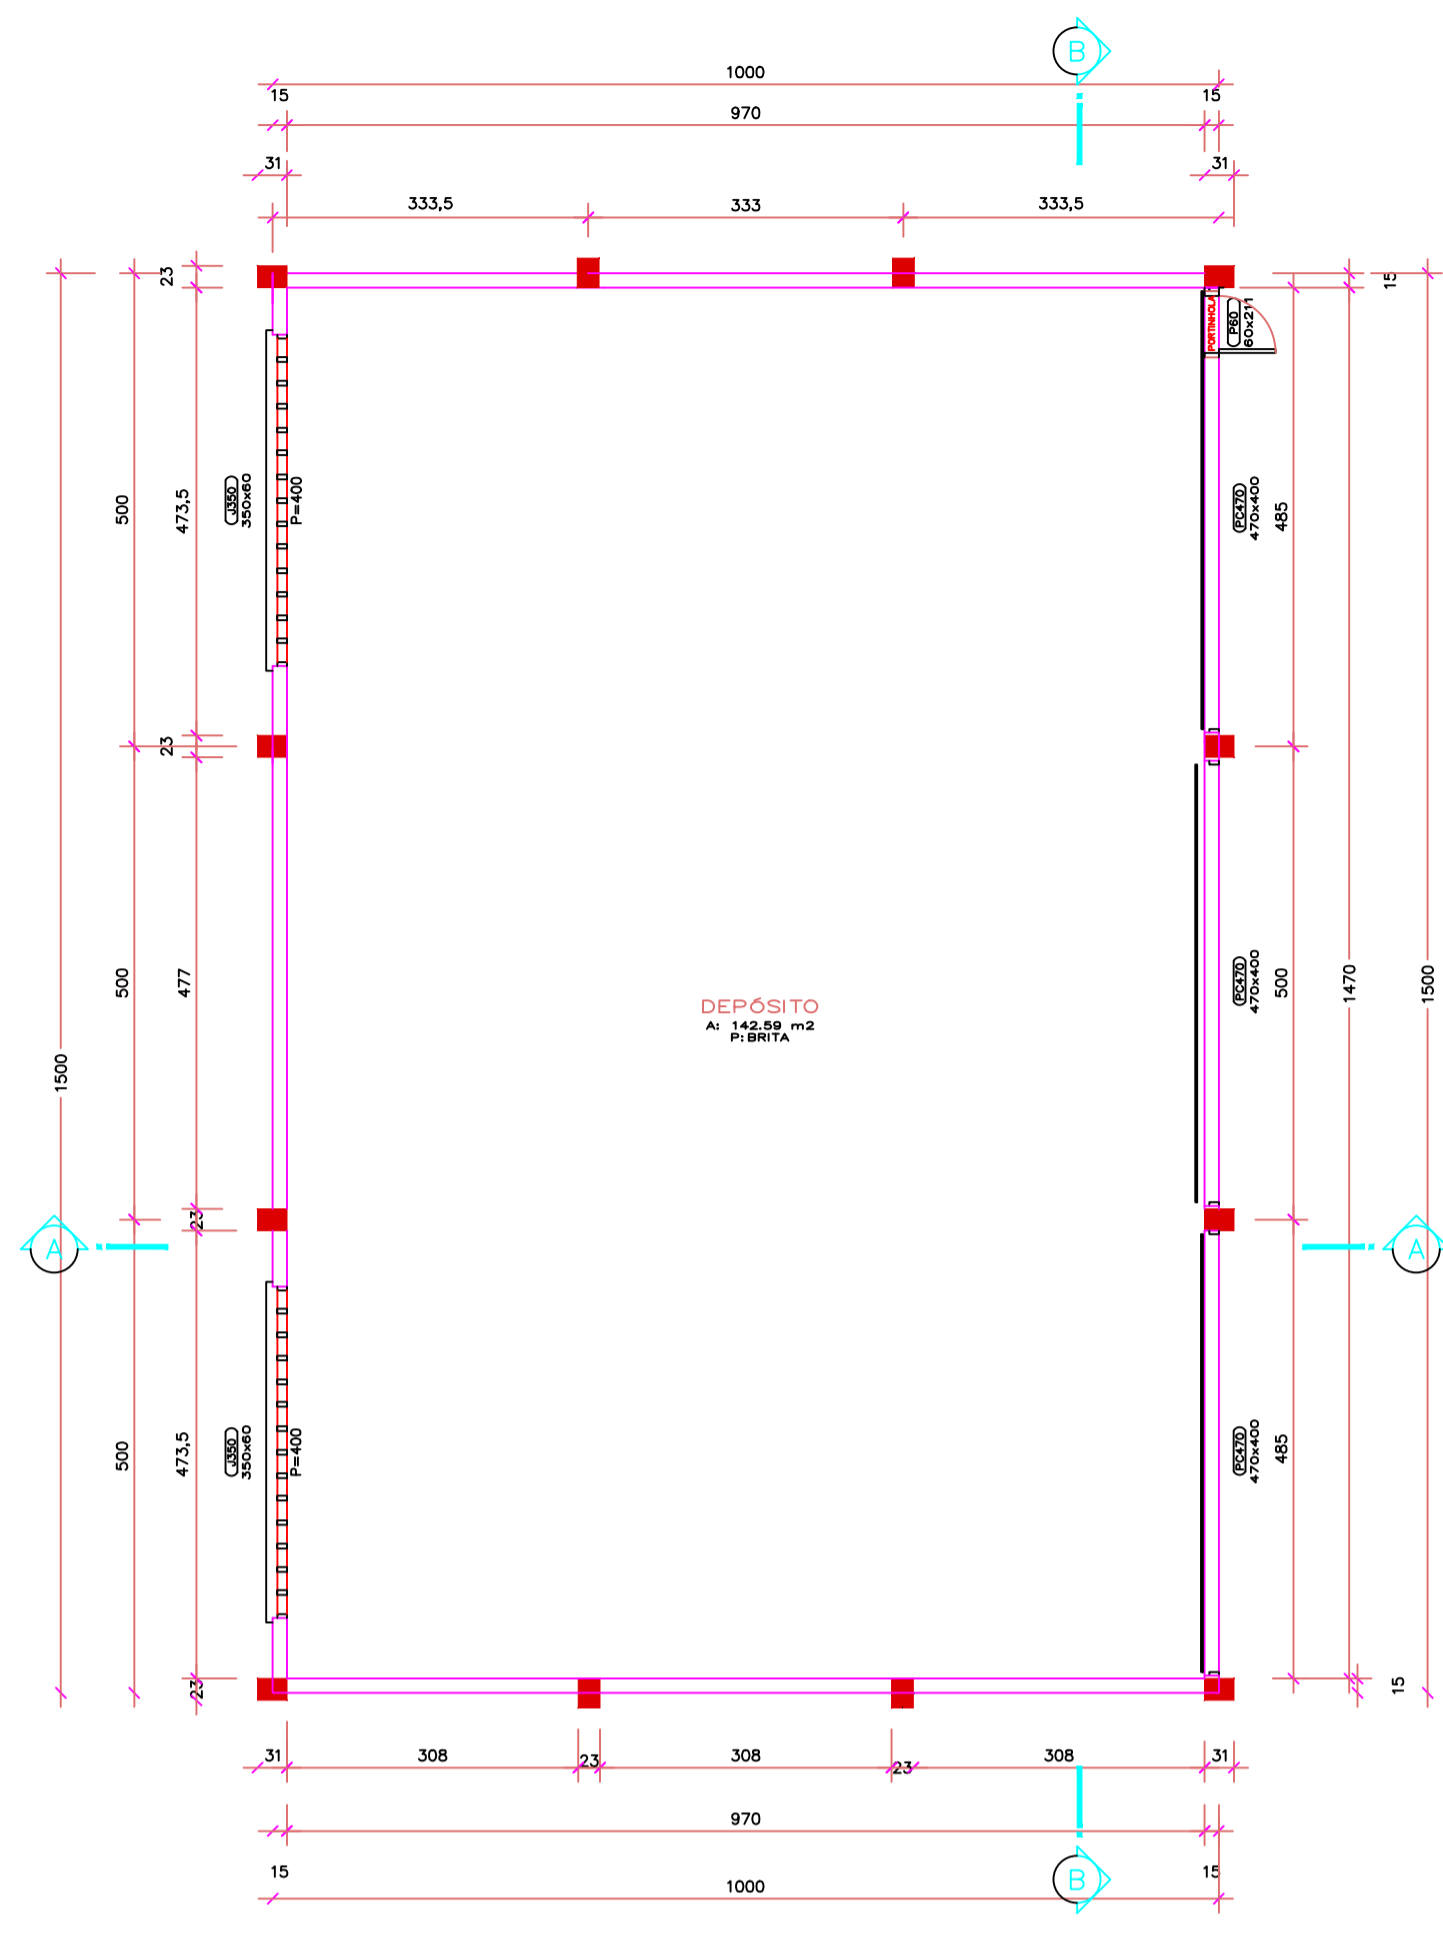 B
1000
15
15
970
31
31
333,5
333
333,5
23
15
PORTINHOLA
P60
60x211
500
473,5
J350
350x60
P=400
PC470
470x400
485
23
500
477
1500
DEPÓSITO
A: 142.59 m2
P:BRITA
PC470
470x400
500
1470
1500
23
A
A
500
473,5
J350
350x60
P=400
PC470
470x400
485
23
15
31
308
23
308
23
308
31
970
15
15
1000
B